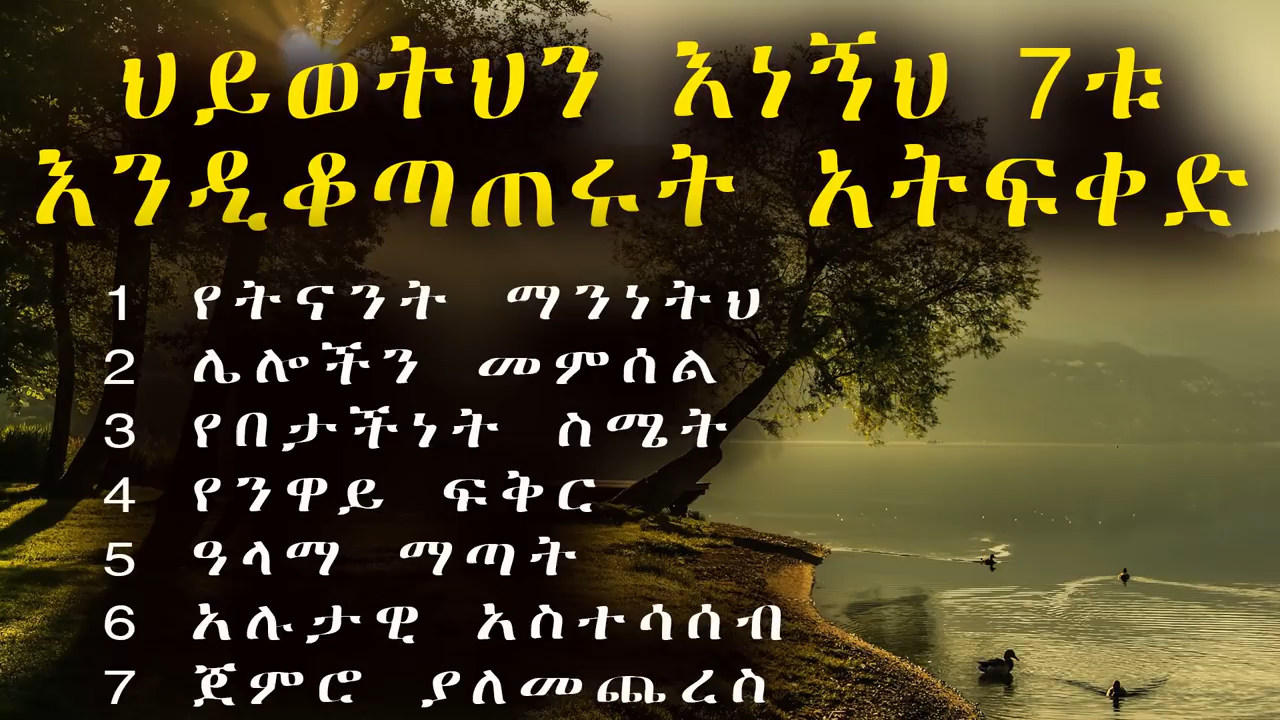 ህይወትህን እነኝህ 7ቱ
እንዲቆጣጠሩት አትፍቀድ
1 የትናንት ማንነትህ
2 ሌሎችን መምሰል
3 የበታችነት ስሜት
4 የንዋይ ፍቅር
5 ዓላማ ማጣት
6 አሉታዊ አስተሳሰብ
7 ጀምሮ ያለመጨረስ